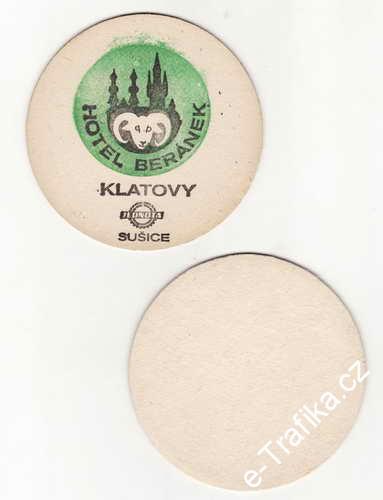 HOTEL BERÁNEK
KLATOVY
JEDNOTA
SUŠICE
e-Trafika.cz